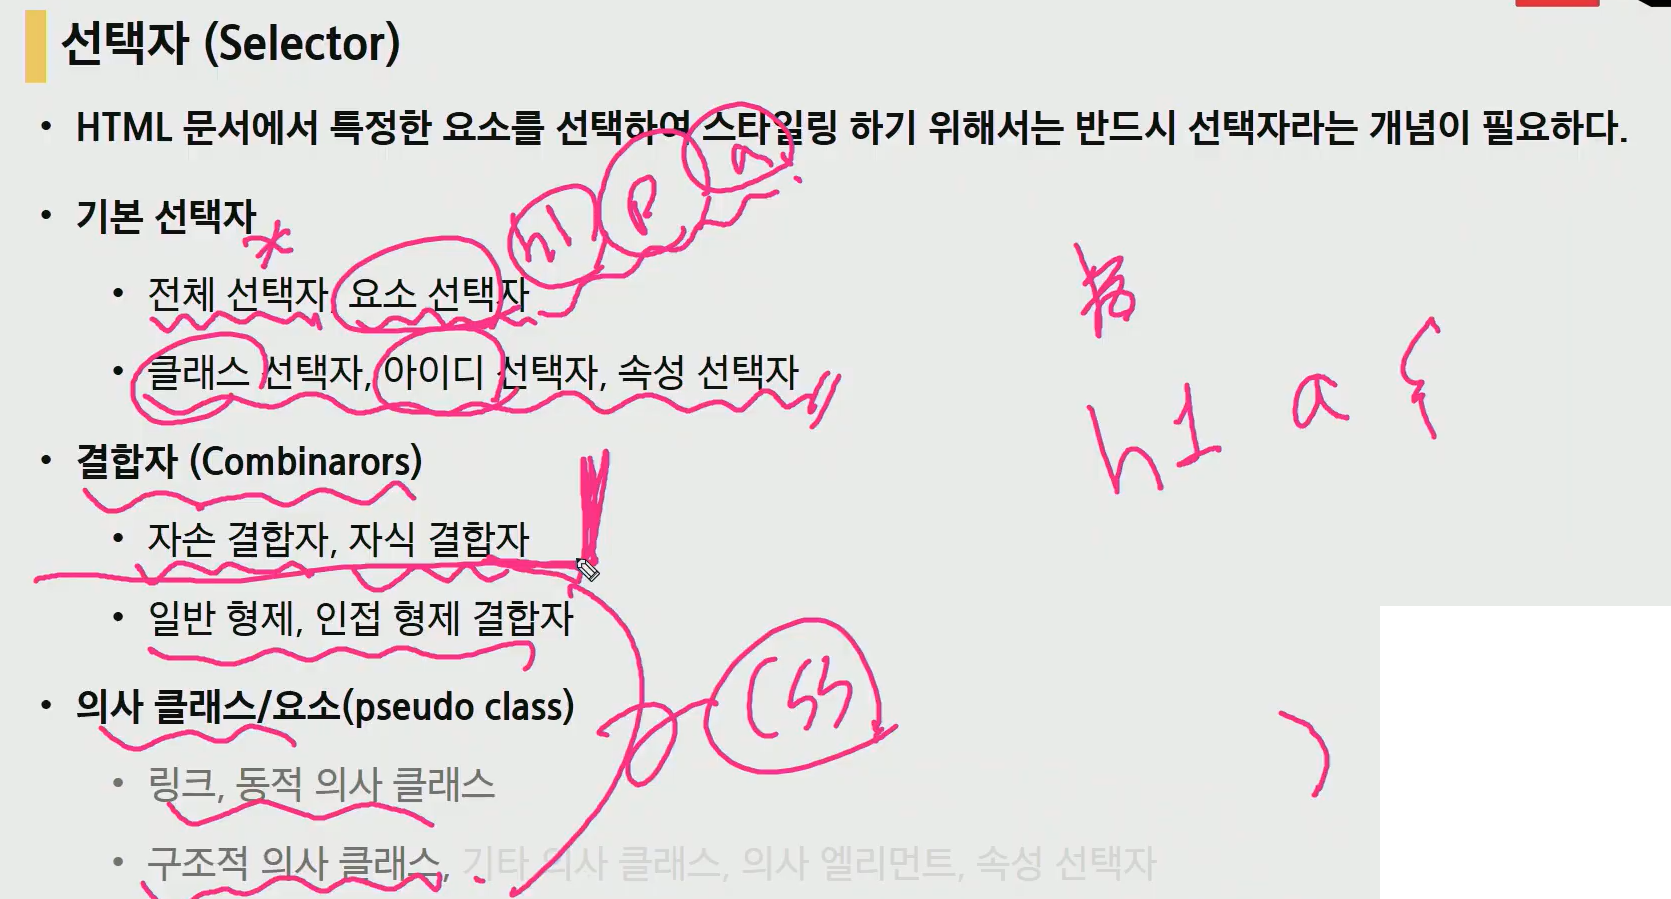 선택자 (Selector)
• HTML 문서에서 특정한 요소를 선택하여 스타일링 하기 위해서는 반드시 선택자라는 개념이 필요하다.
a
h1 p
• 기본 선택자
*
• 전체 선택자, 요소 선택자
• 클래스 선택자, 아이디 선택자, 속성 선택자
h1 a {
• 결합자 (Combinarors)
• 자손 결합자, 자식 결합자
• 일반 형제, 인접 형제 결합자
• 의사 클래스/요소(pseudo class)
CSS
• 링크, 동적 의사 클래스
• 구조적 의사 클래스, 기타 의사 클래스, 의사 엘리먼트, 속성 선택자